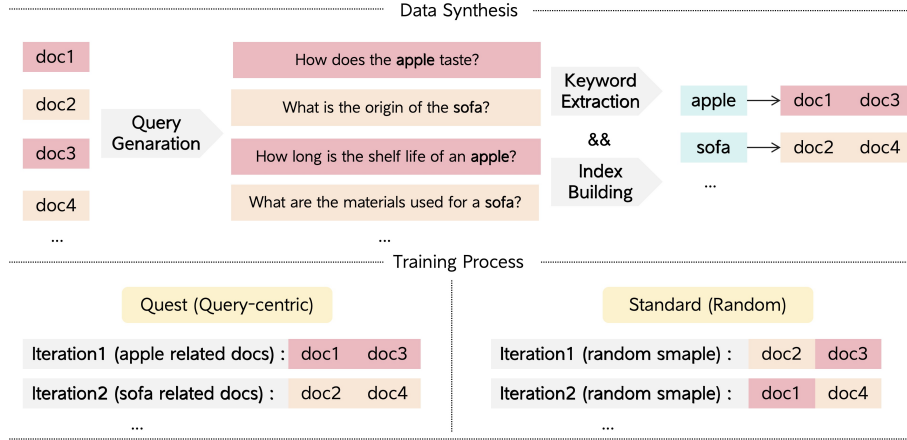 Data Synthesis
doc1
doc2
doc3
doc4
...
Query
Genaration
How does the apple taste?
What is the origin of the sofa?
How long is the shelf life of an apple?
What are the materials used for a sofa?
...
Keyword
Extraction
&&
Index
Building
apple doc1 doc3
sofa doc2 doc4
...
Training Process
Quest (Query-centric)
Iteration1 (apple related docs) : doc1 doc3
Iteration2 (sofa related docs) : doc2 doc4
...
Standard (Random)
Iteration1 (random smaple) : doc2 doc3
Iteration2 (random smaple) : doc1 doc4
...